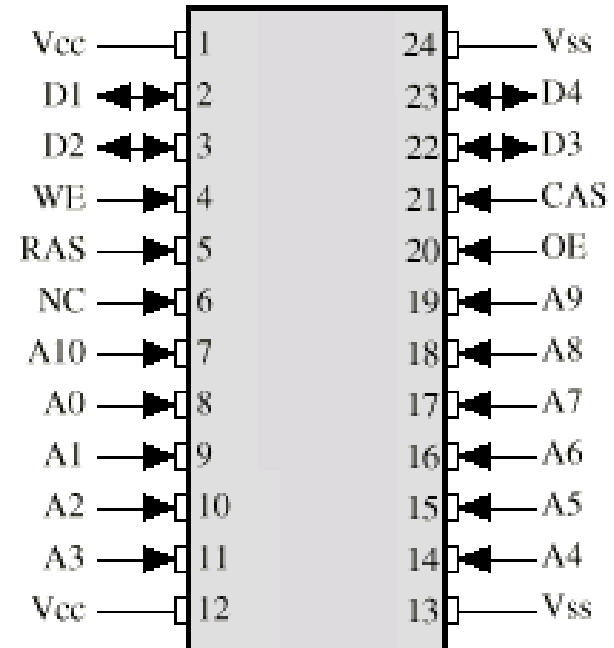 Vcc 1 24 Vss
D1 2 23 D4
D2 3 22 D3
WE 4 21 CAS
RAS 5 20 OE
NC 6 19 A9
A10 7 18 A8
A0 8 17 A7
A1 9 16 A6
A2 10 15 A5
A3 11 14 A4
Vcc 12 13 Vss